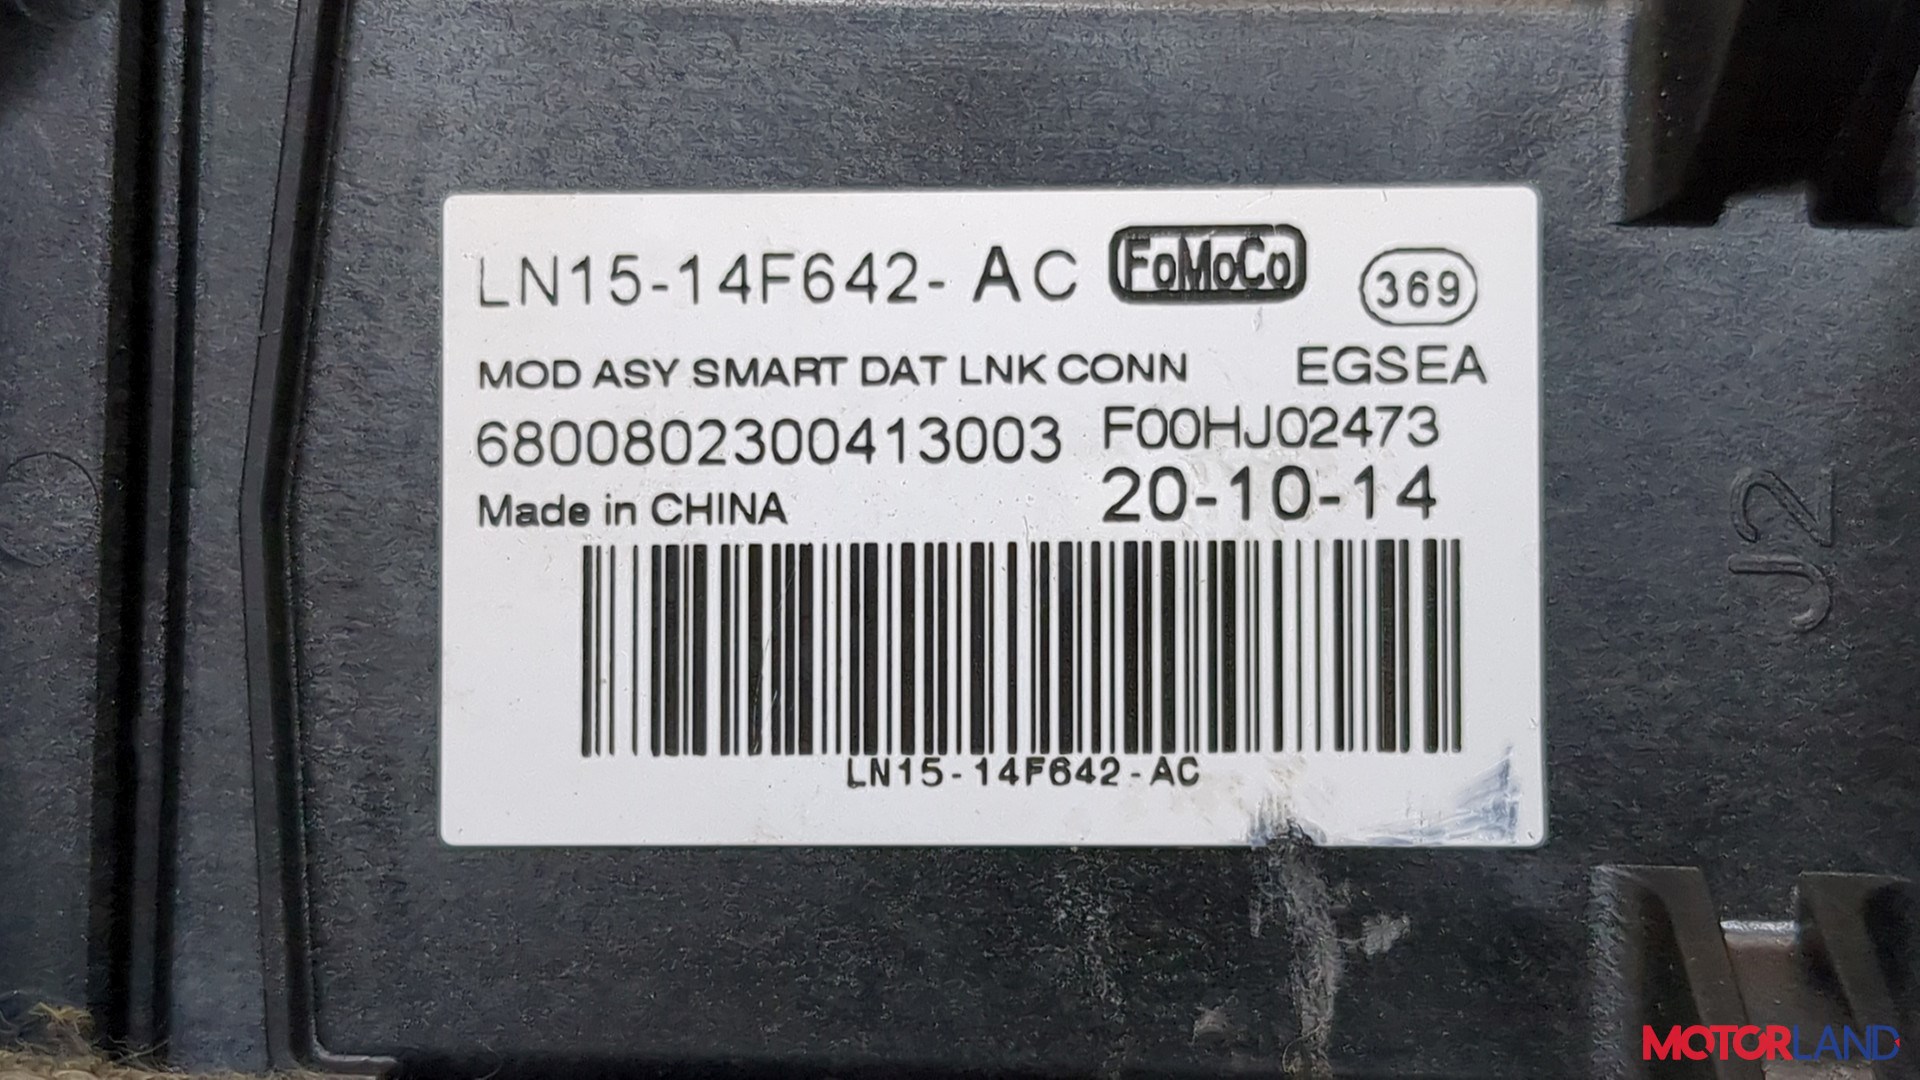 LN15-14F642- AC FoMoCo 369
MOD ASY SMART DAT LNK CONN EGSEA
6800802300413003 F00HJ02473
Made in CHINA 20-10-14
LN15-14F642-AC
J2
MOTORLAND